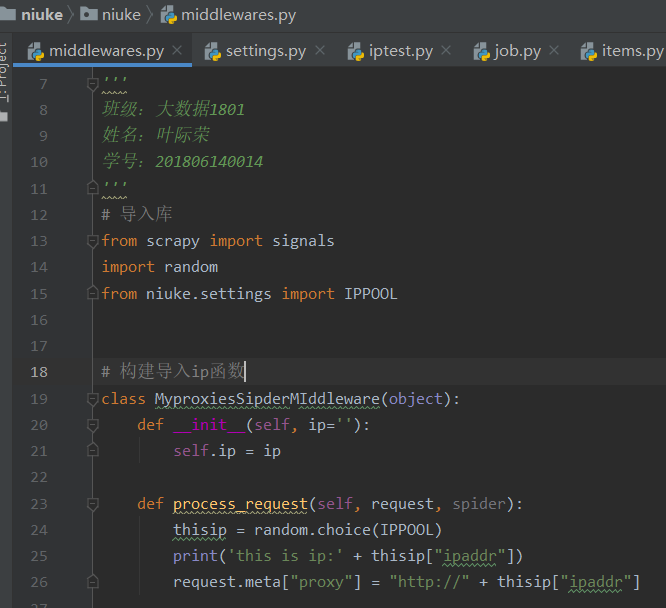 niuke niuke middlewares.py
1: Project
middlewares.py settings.py iptest.py job.py items.py
7 '''
8 班级：大数据1801
9 姓名：叶际荣
10 学号：201806140014
11 '''
12 # 导入库
13 from scrapy import signals
14 import random
15 from niuke.settings import IPPOOL
16
17
18 # 构建导入ip函数
19 class MyproxiesSipderMIddleware(object):
20 def __init__(self, ip=''):
21 self.ip = ip
22
23 def process_request(self, request, spider):
24 thisip = random.choice(IPPOOL)
25 print('this is ip:' + thisip["ipaddr"])
26 request.meta["proxy"] = "http://" + thisip["ipaddr"]